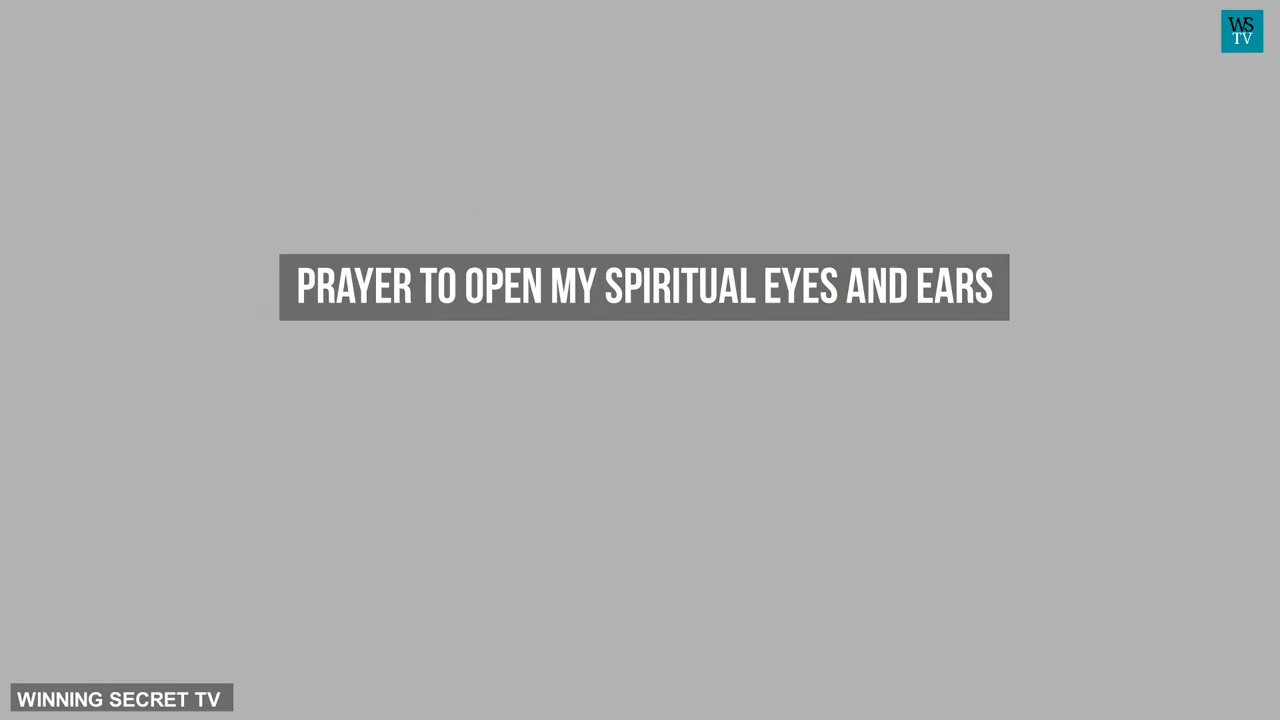 WS
TV
PRAYER TO OPEN MY SPIRITUAL EYES AND EARS
WINNING SECRET TV